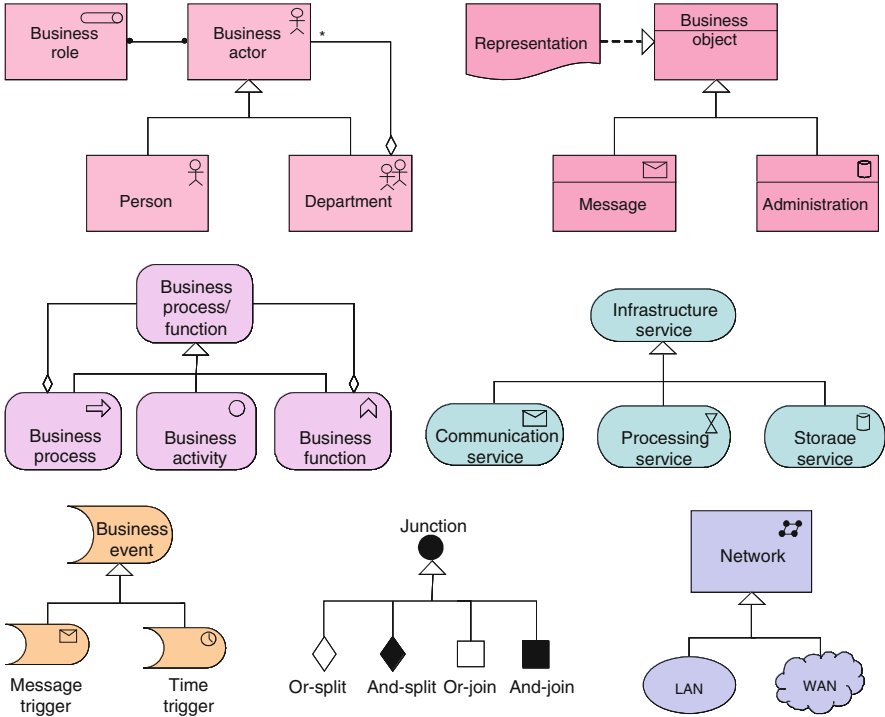 Business
role
Business
actor
*
Representation
Business
object
Person
Department
Message
Administration
Business
process/
function
Infrastructure
service
Business
process
Business
activity
Business
function
Communication
service
Processing
service
Storage
service
Business
event
Junction
Network
Message
trigger
Time
trigger
Or-split
And-split
Or-join
And-join
LAN
WAN